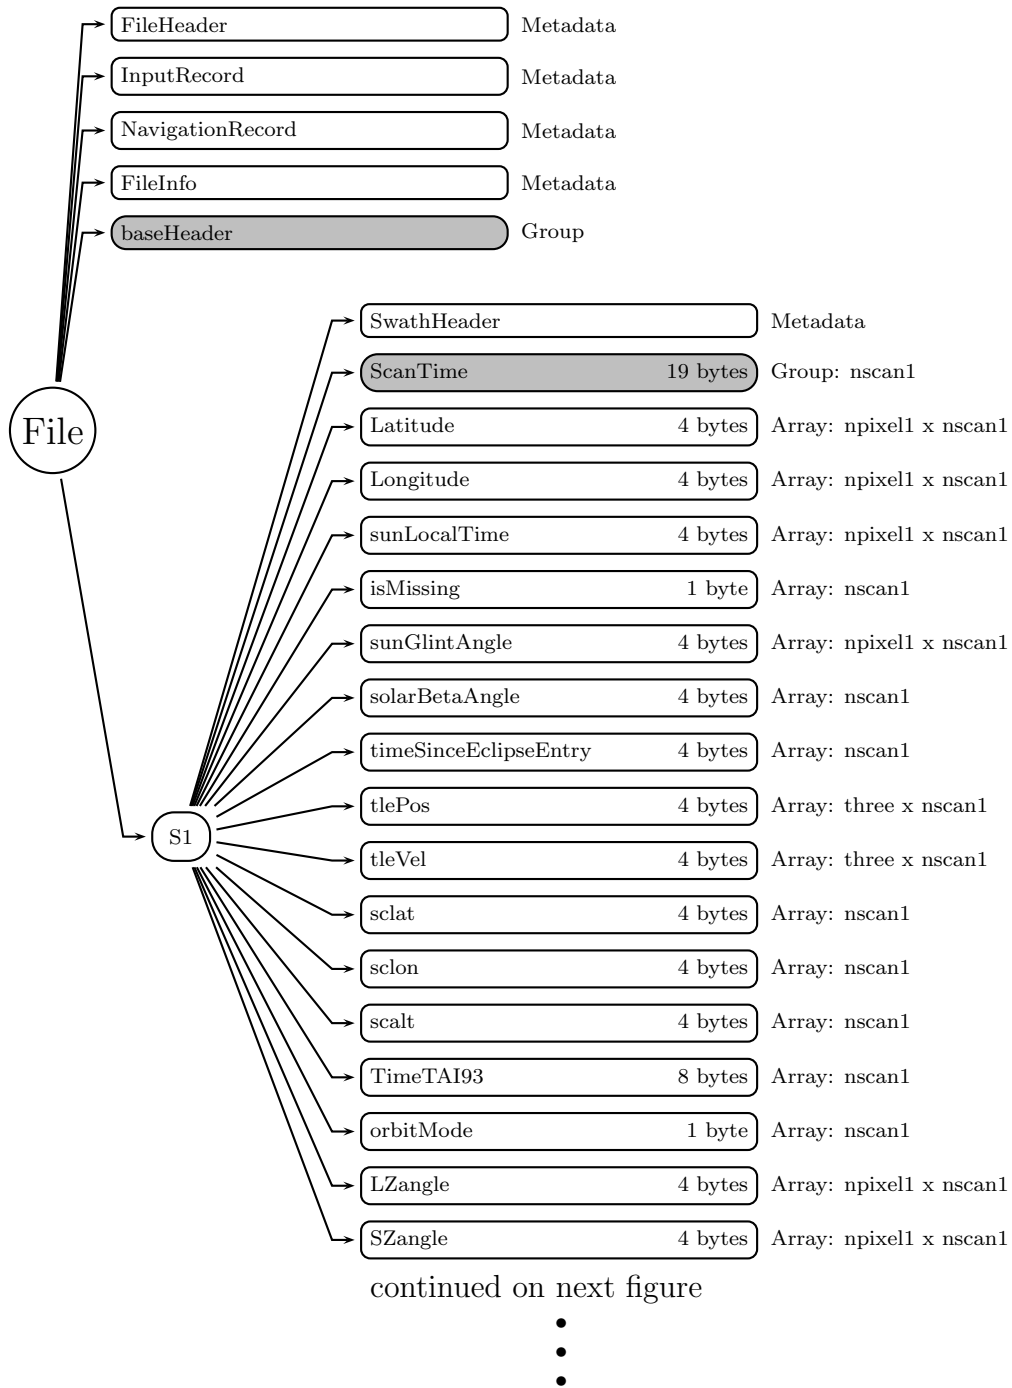 FileHeader Metadata
InputRecord Metadata
NavigationRecord Metadata
FileInfo Metadata
baseHeader Group
SwathHeader Metadata
ScanTime 19 bytes Group: nscan1
File
Latitude 4 bytes Array: npixel1 x nscan1
Longitude 4 bytes Array: npixel1 x nscan1
sunLocalTime 4 bytes Array: npixel1 x nscan1
isMissing 1 byte Array: nscan1
sunGlintAngle 4 bytes Array: npixel1 x nscan1
solarBetaAngle 4 bytes Array: nscan1
timeSinceEclipseEntry 4 bytes Array: nscan1
tlePos 4 bytes Array: three x nscan1
S1
tleVel 4 bytes Array: three x nscan1
sclat 4 bytes Array: nscan1
sclon 4 bytes Array: nscan1
scalt 4 bytes Array: nscan1
TimeTAI93 8 bytes Array: nscan1
orbitMode 1 byte Array: nscan1
LZangle 4 bytes Array: npixel1 x nscan1
SZangle 4 bytes Array: npixel1 x nscan1
continued on next figure